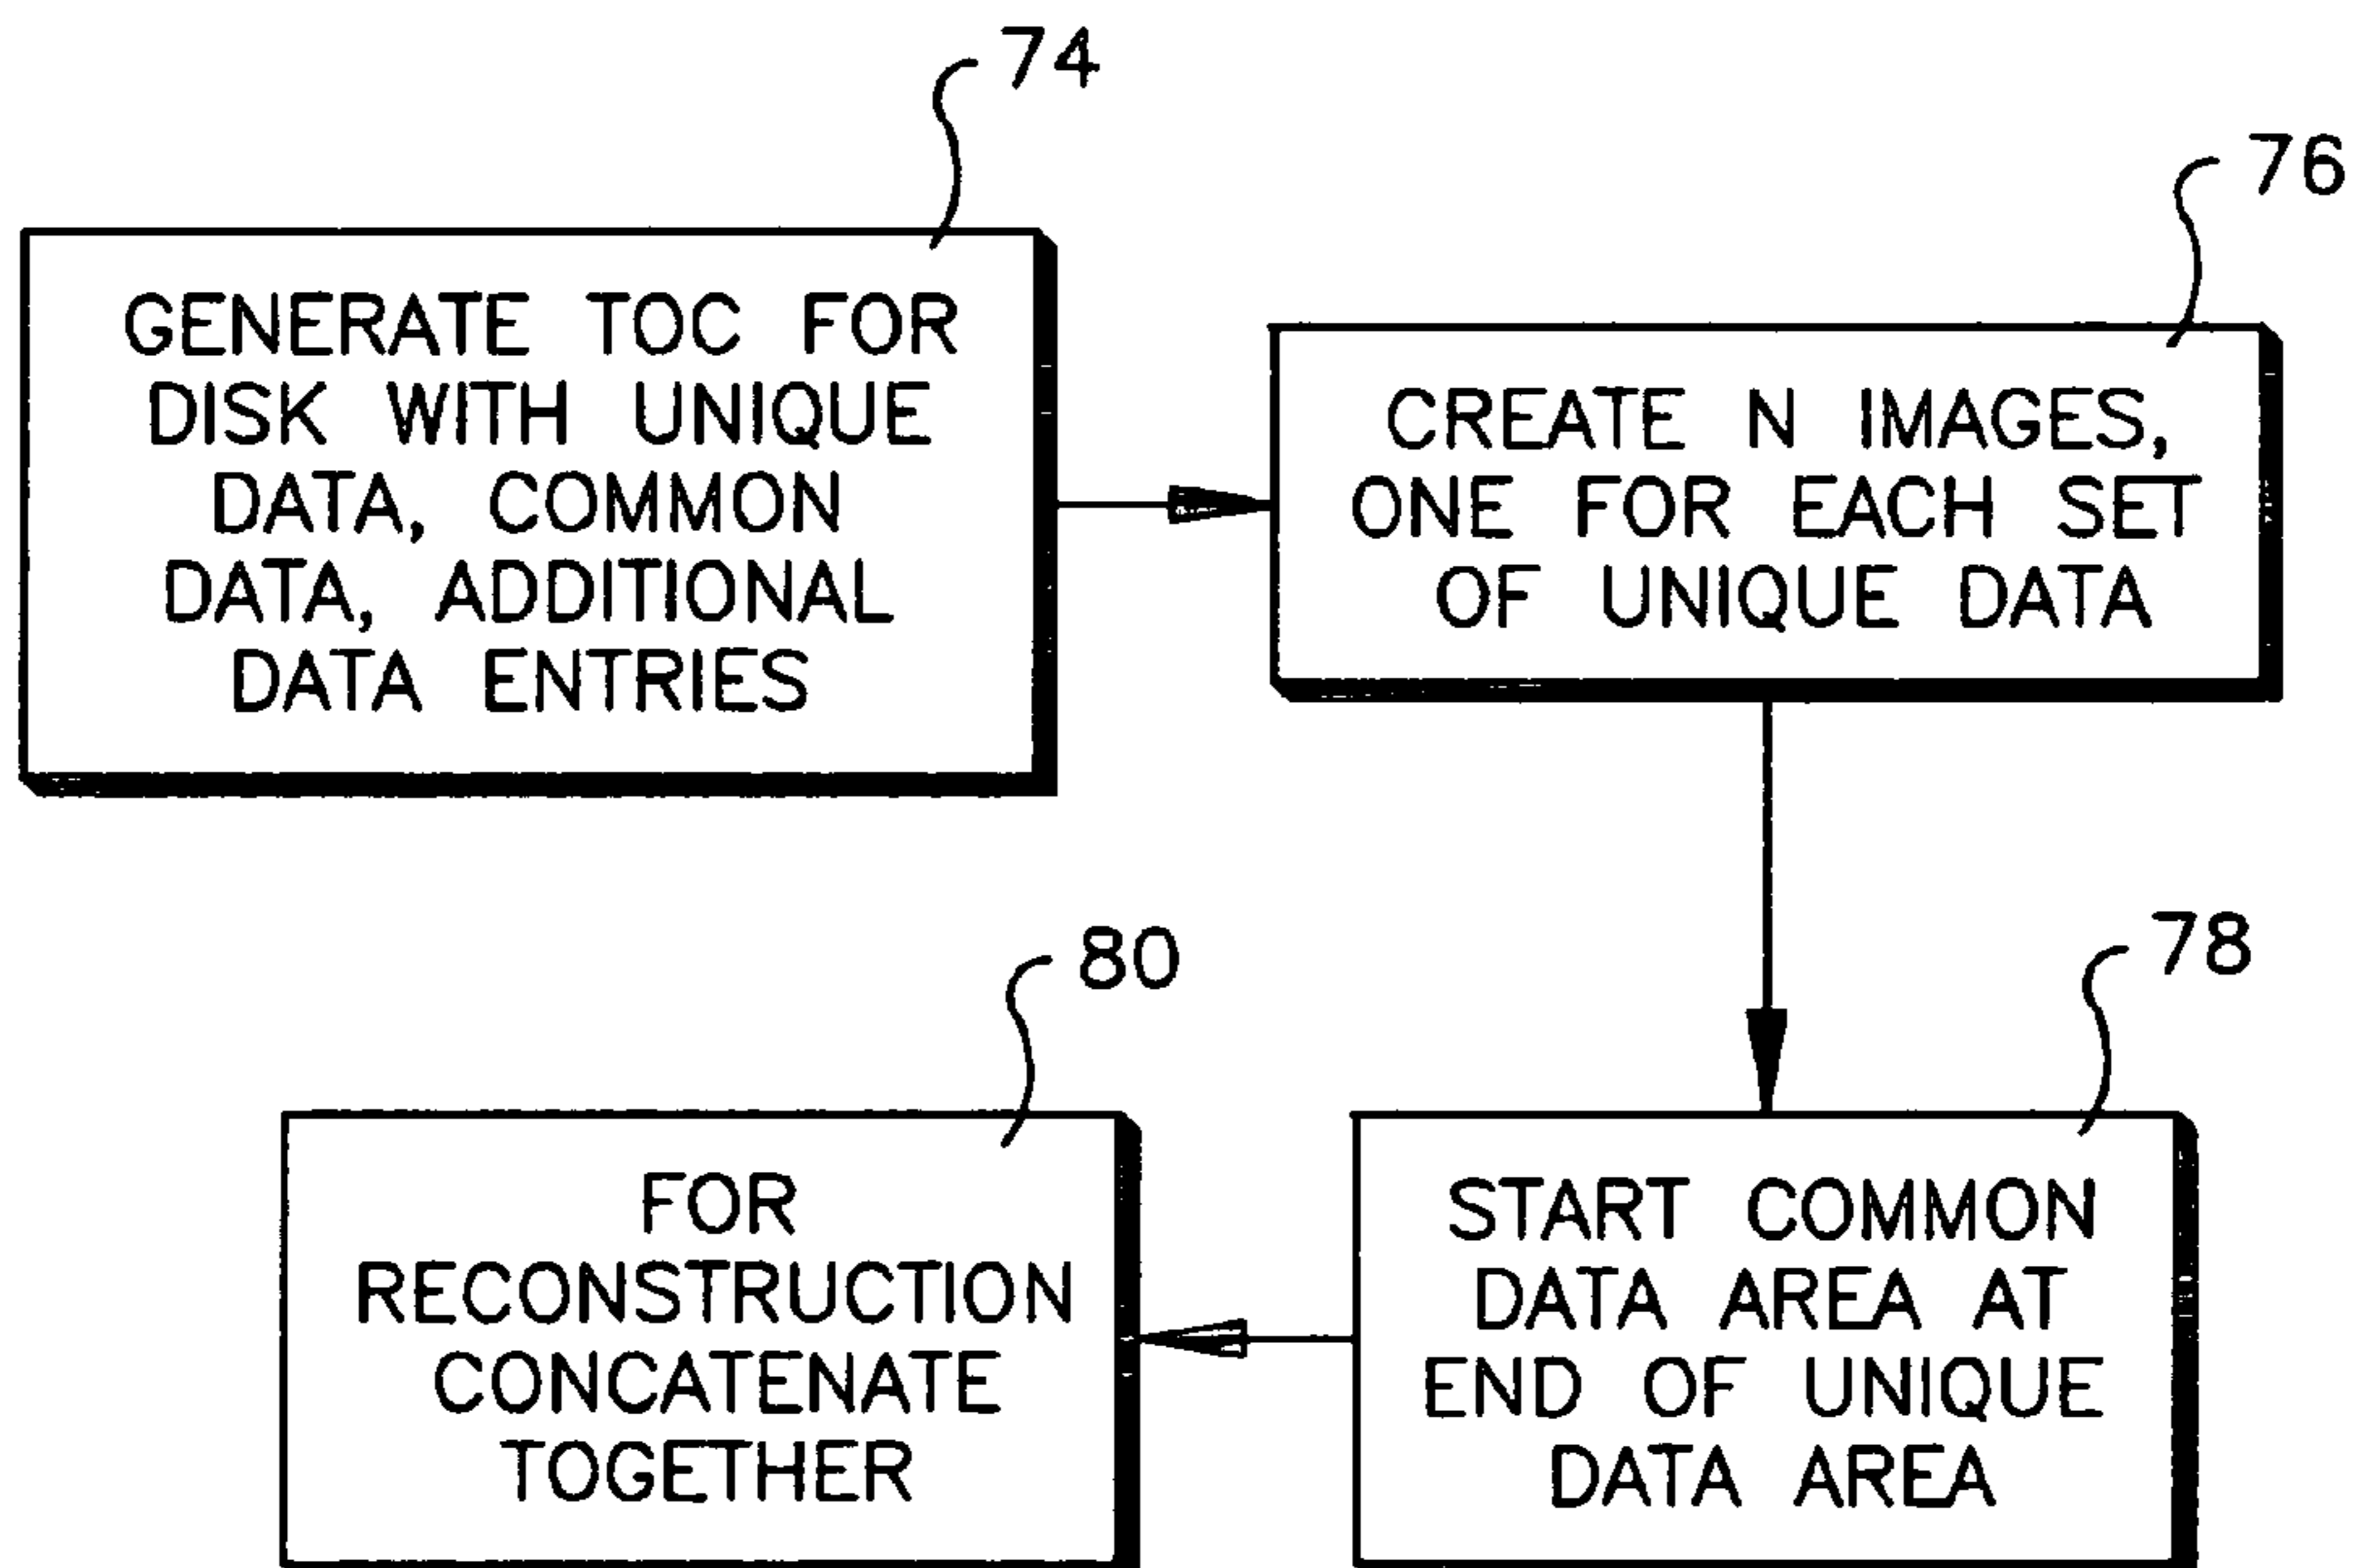 74
GENERATE TOC FOR
DISK WITH UNIQUE
DATA, COMMON
DATA, ADDITIONAL
DATA ENTRIES
76
CREATE N IMAGES,
ONE FOR EACH SET
OF UNIQUE DATA
78
START COMMON
DATA AREA AT
END OF UNIQUE
DATA AREA
80
FOR
RECONSTRUCTION
CONCATENATE
TOGETHER